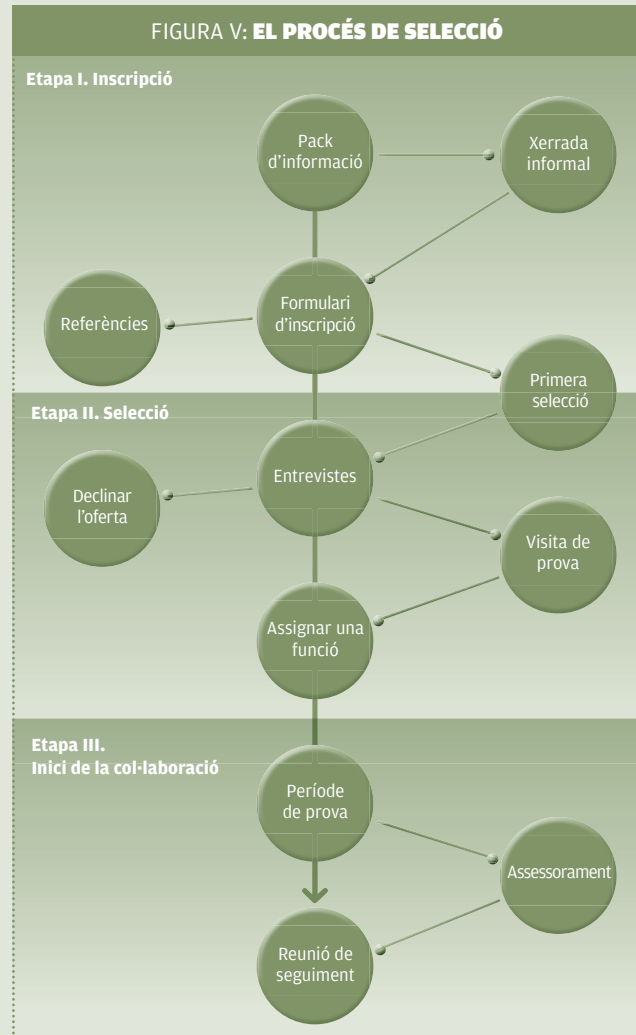 FIGURA V: EL PROCÉS DE SELECCIÓ
Etapa I. Inscripció
Pack
d'informació
Xerrada
informal
Formulari
d'inscripció
Referències
Primera
selecció
Etapa II. Selecció
Entrevistes
Declinar
l'oferta
Visita de
prova
Assignar una
funció
Etapa III.
Inici de la col·laboració
Període
de prova
Assessorament
Reunió de
seguiment